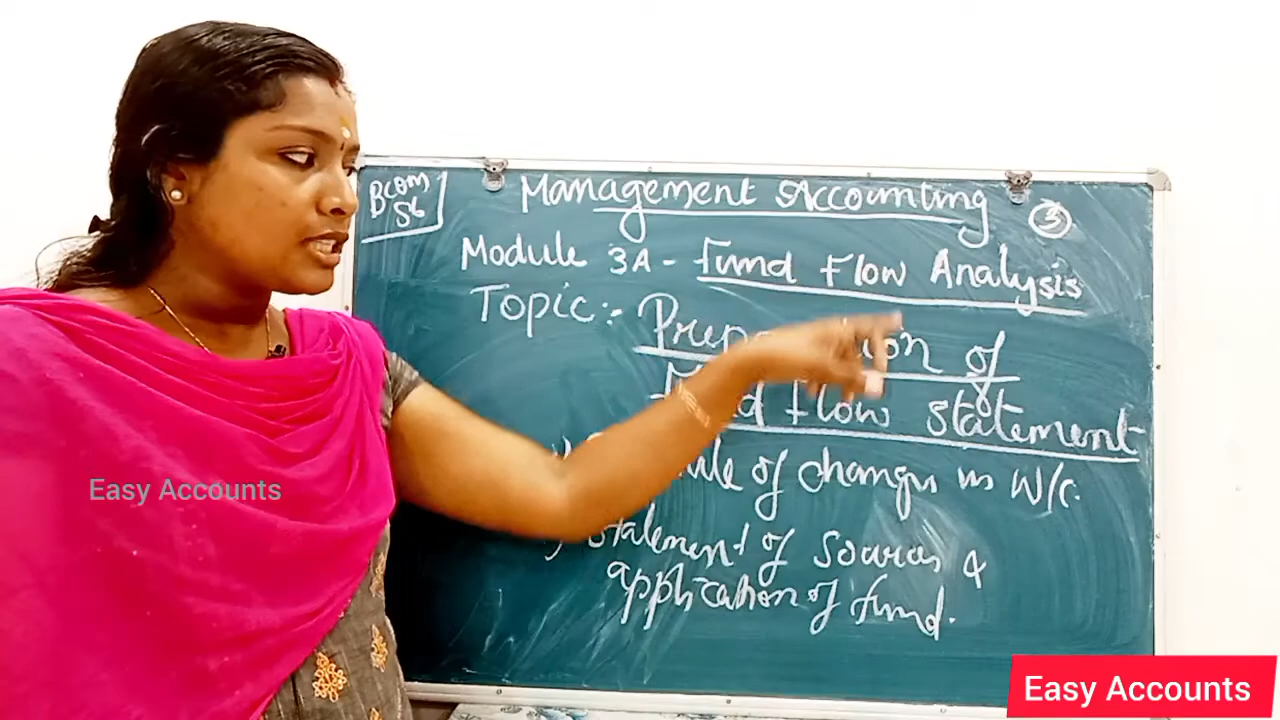 BCOM
S6
Management Accounting
3
Module 3A - Fund Flow Analysis
Topic:- of
Flow statement
of changes in W/C.
Statement of Sources &
application of fund.
Easy Accounts
Easy Accounts